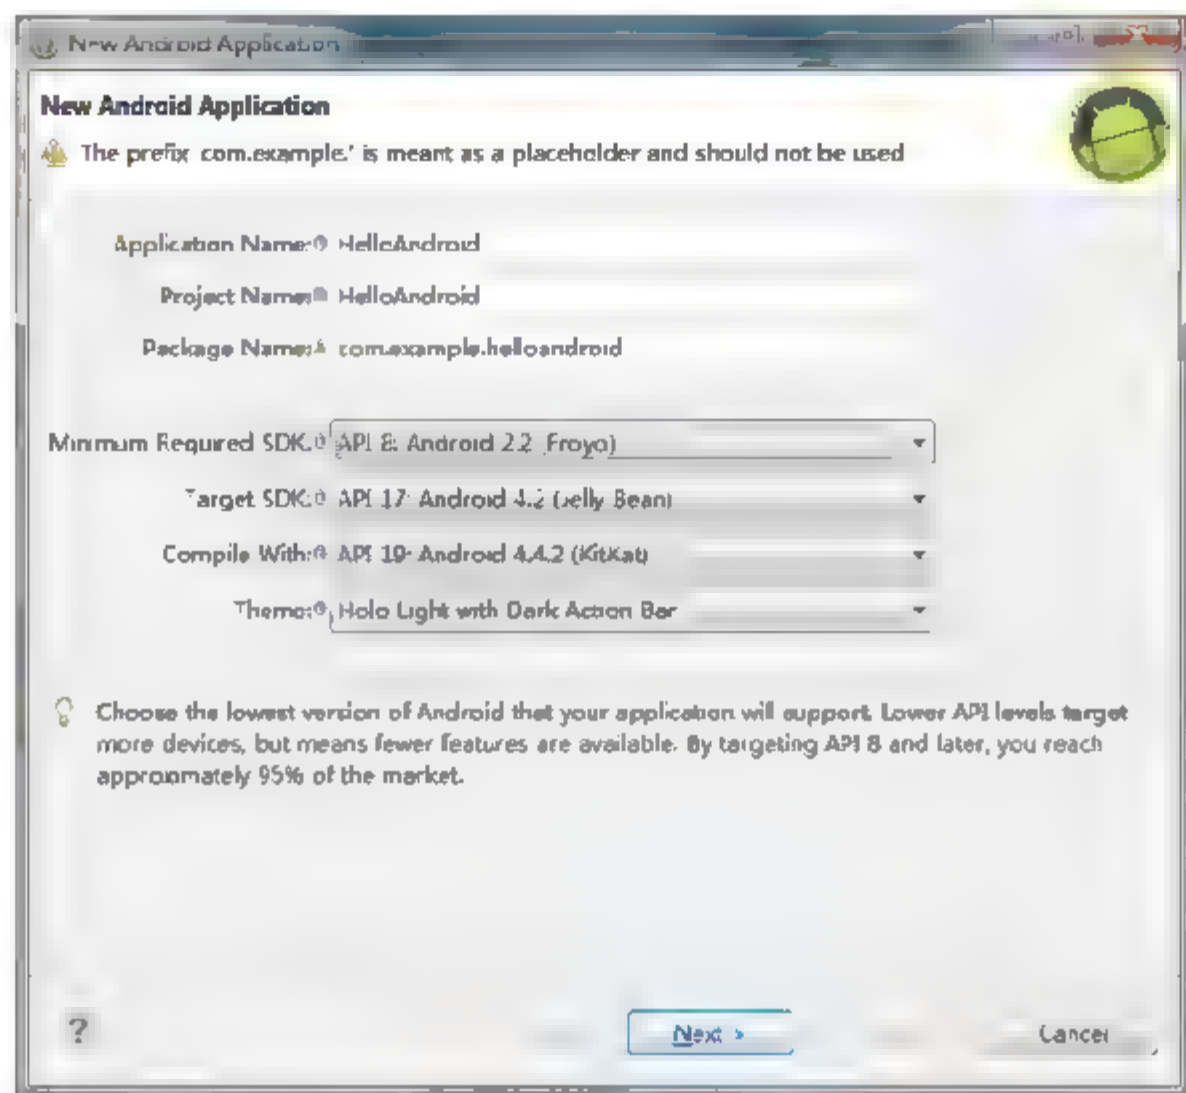 New Android Application
New Android Application
The prefix 'com.example.' is meant as a placeholder and should not be used
Application Name: HelloAndroid
Project Name: HelloAndroid
Package Name: com.example.helloandroid
Minimum Required SDK: API 8: Android 2.2 (Froyo)
Target SDK: API 17: Android 4.2 (Jelly Bean)
Compile With: API 19: Android 4.4.2 (KitKat)
Theme: Holo Light with Dark Action Bar
Choose the lowest version of Android that your application will support. Lower API levels target
more devices, but means fewer features are available. By targeting API 8 and later, you reach
approximately 95% of the market.
?
Next >
Cancel